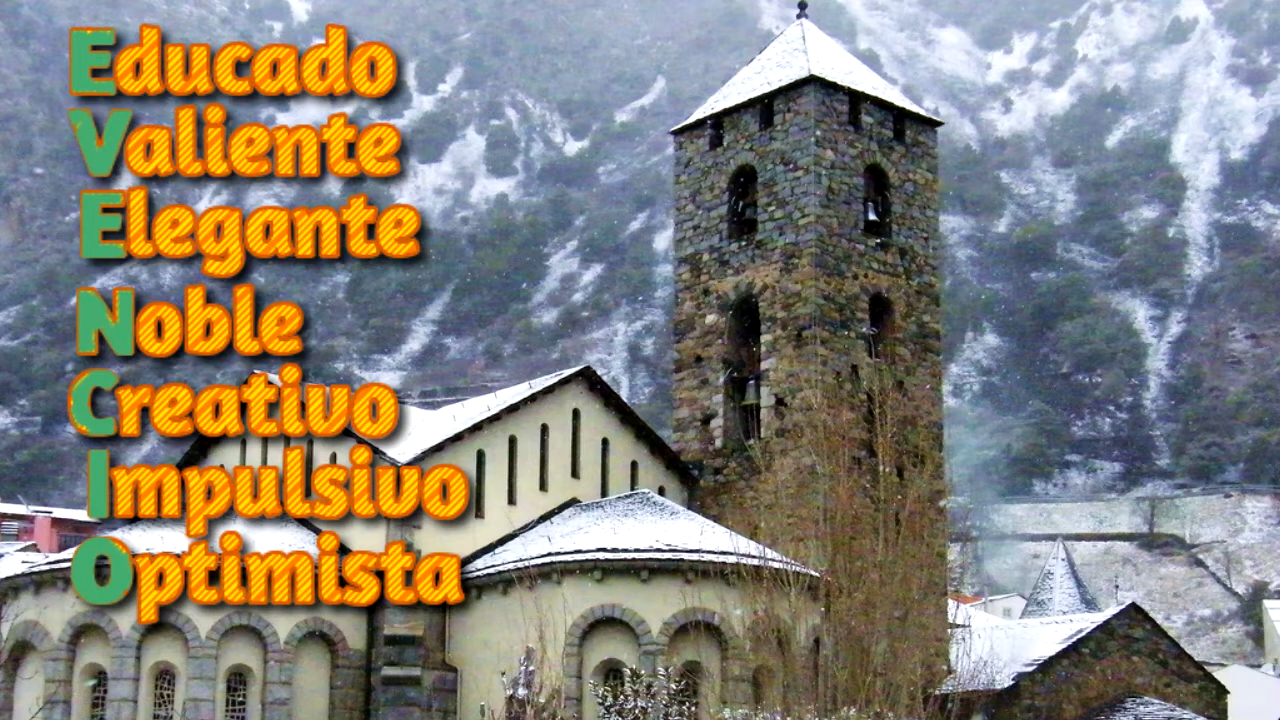 Educado
Valiente
Elegante
Noble
Creativo
Impulsivo
Optimista